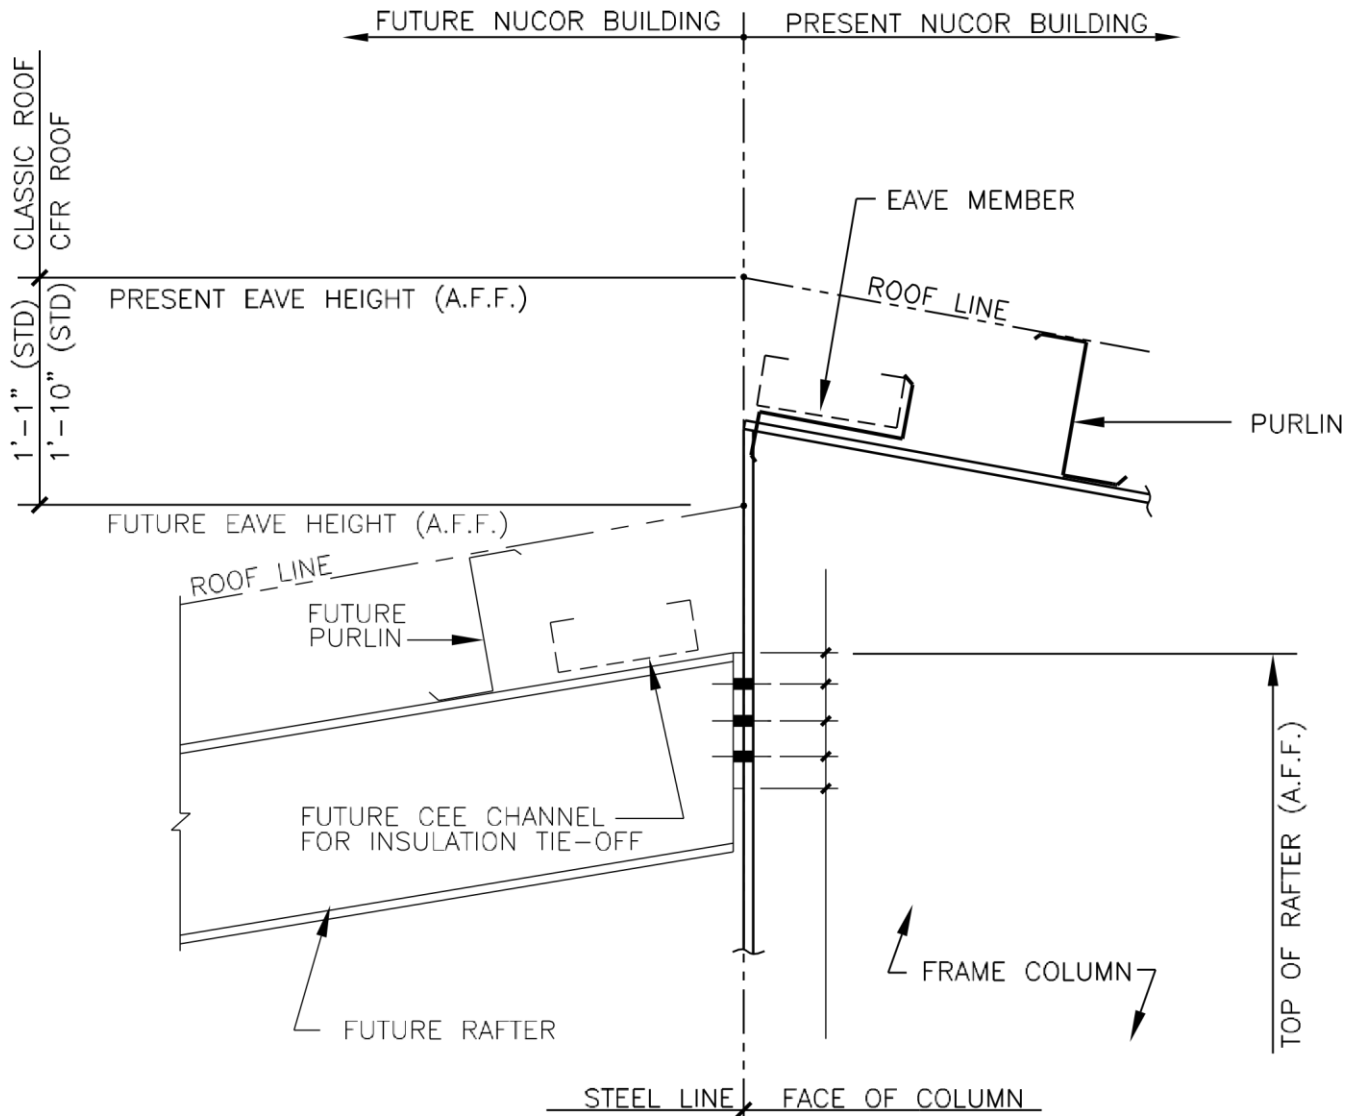 FUTURE NUCOR BUILDING
PRESENT NUCOR BUILDING
CLASSIC ROOF
CFR ROOF
EAVE MEMBER
PRESENT EAVE HEIGHT (A.F.F.)
ROOF LINE
1'-1" (STD)
1'-10" (STD)
PURLIN
FUTURE EAVE HEIGHT (A.F.F.)
ROOF LINE
FUTURE
PURLIN
FUTURE CEE CHANNEL
FOR INSULATION TIE-OFF
TOP OF RAFTER (A.F.F.)
FRAME COLUMN
FUTURE RAFTER
STEEL LINE
FACE OF COLUMN